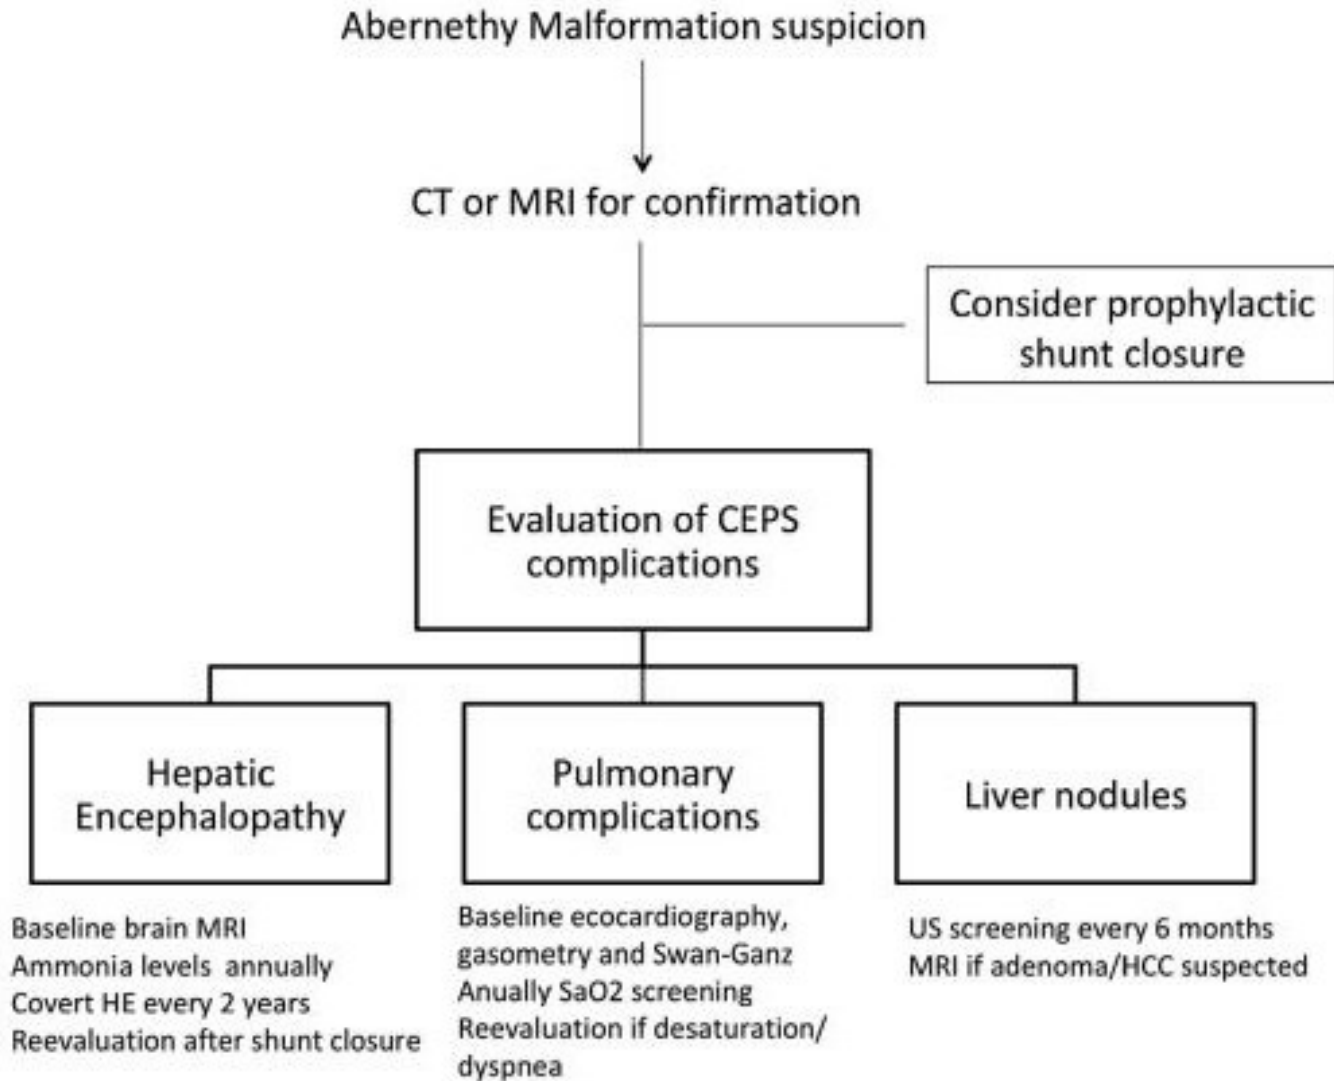 Abernethy Malformation suspicion
CT or MRI for confirmation
Consider prophylactic
shunt closure
Evaluation of CEPS
complications
Hepatic
Encephalopathy
Pulmonary
complications
Liver nodules
Baseline brain MRI
Ammonia levels annually
Covert HE every 2 years
Reevaluation after shunt closure
Baseline ecocardiography,
gasometry and Swan-Ganz
Anually SaO2 screening
Reevaluation if desaturation/
dyspnea
US screening every 6 months
MRI if adenoma/HCC suspected